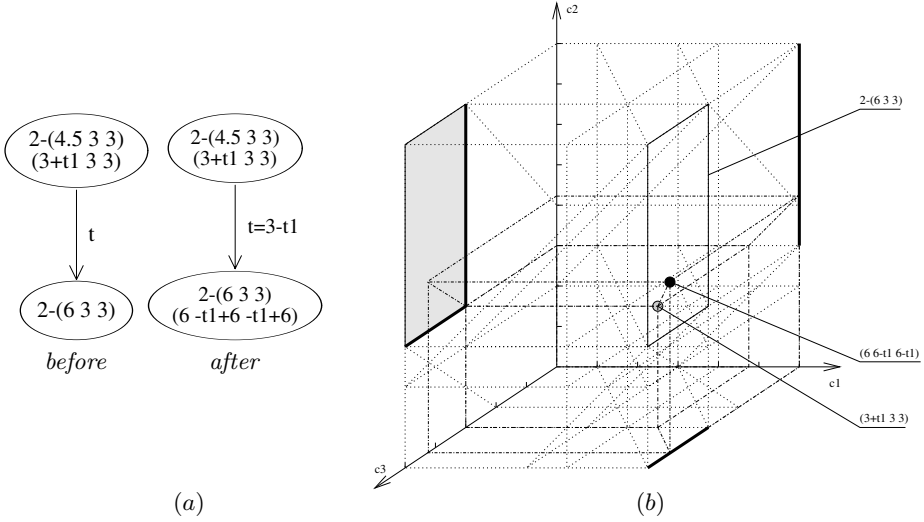 2-(4.5 3 3)
(3+t1 3 3)
t
2-(6 3 3)
before
2-(4.5 3 3)
(3+t1 3 3)
t=3-t1
2-(6 3 3)
(6 -t1+6 -t1+6)
after
(a)
c2
2-(6 3 3)
(6 6-t1 6-t1)
c1
(3+t1 3 3)
c3
(b)